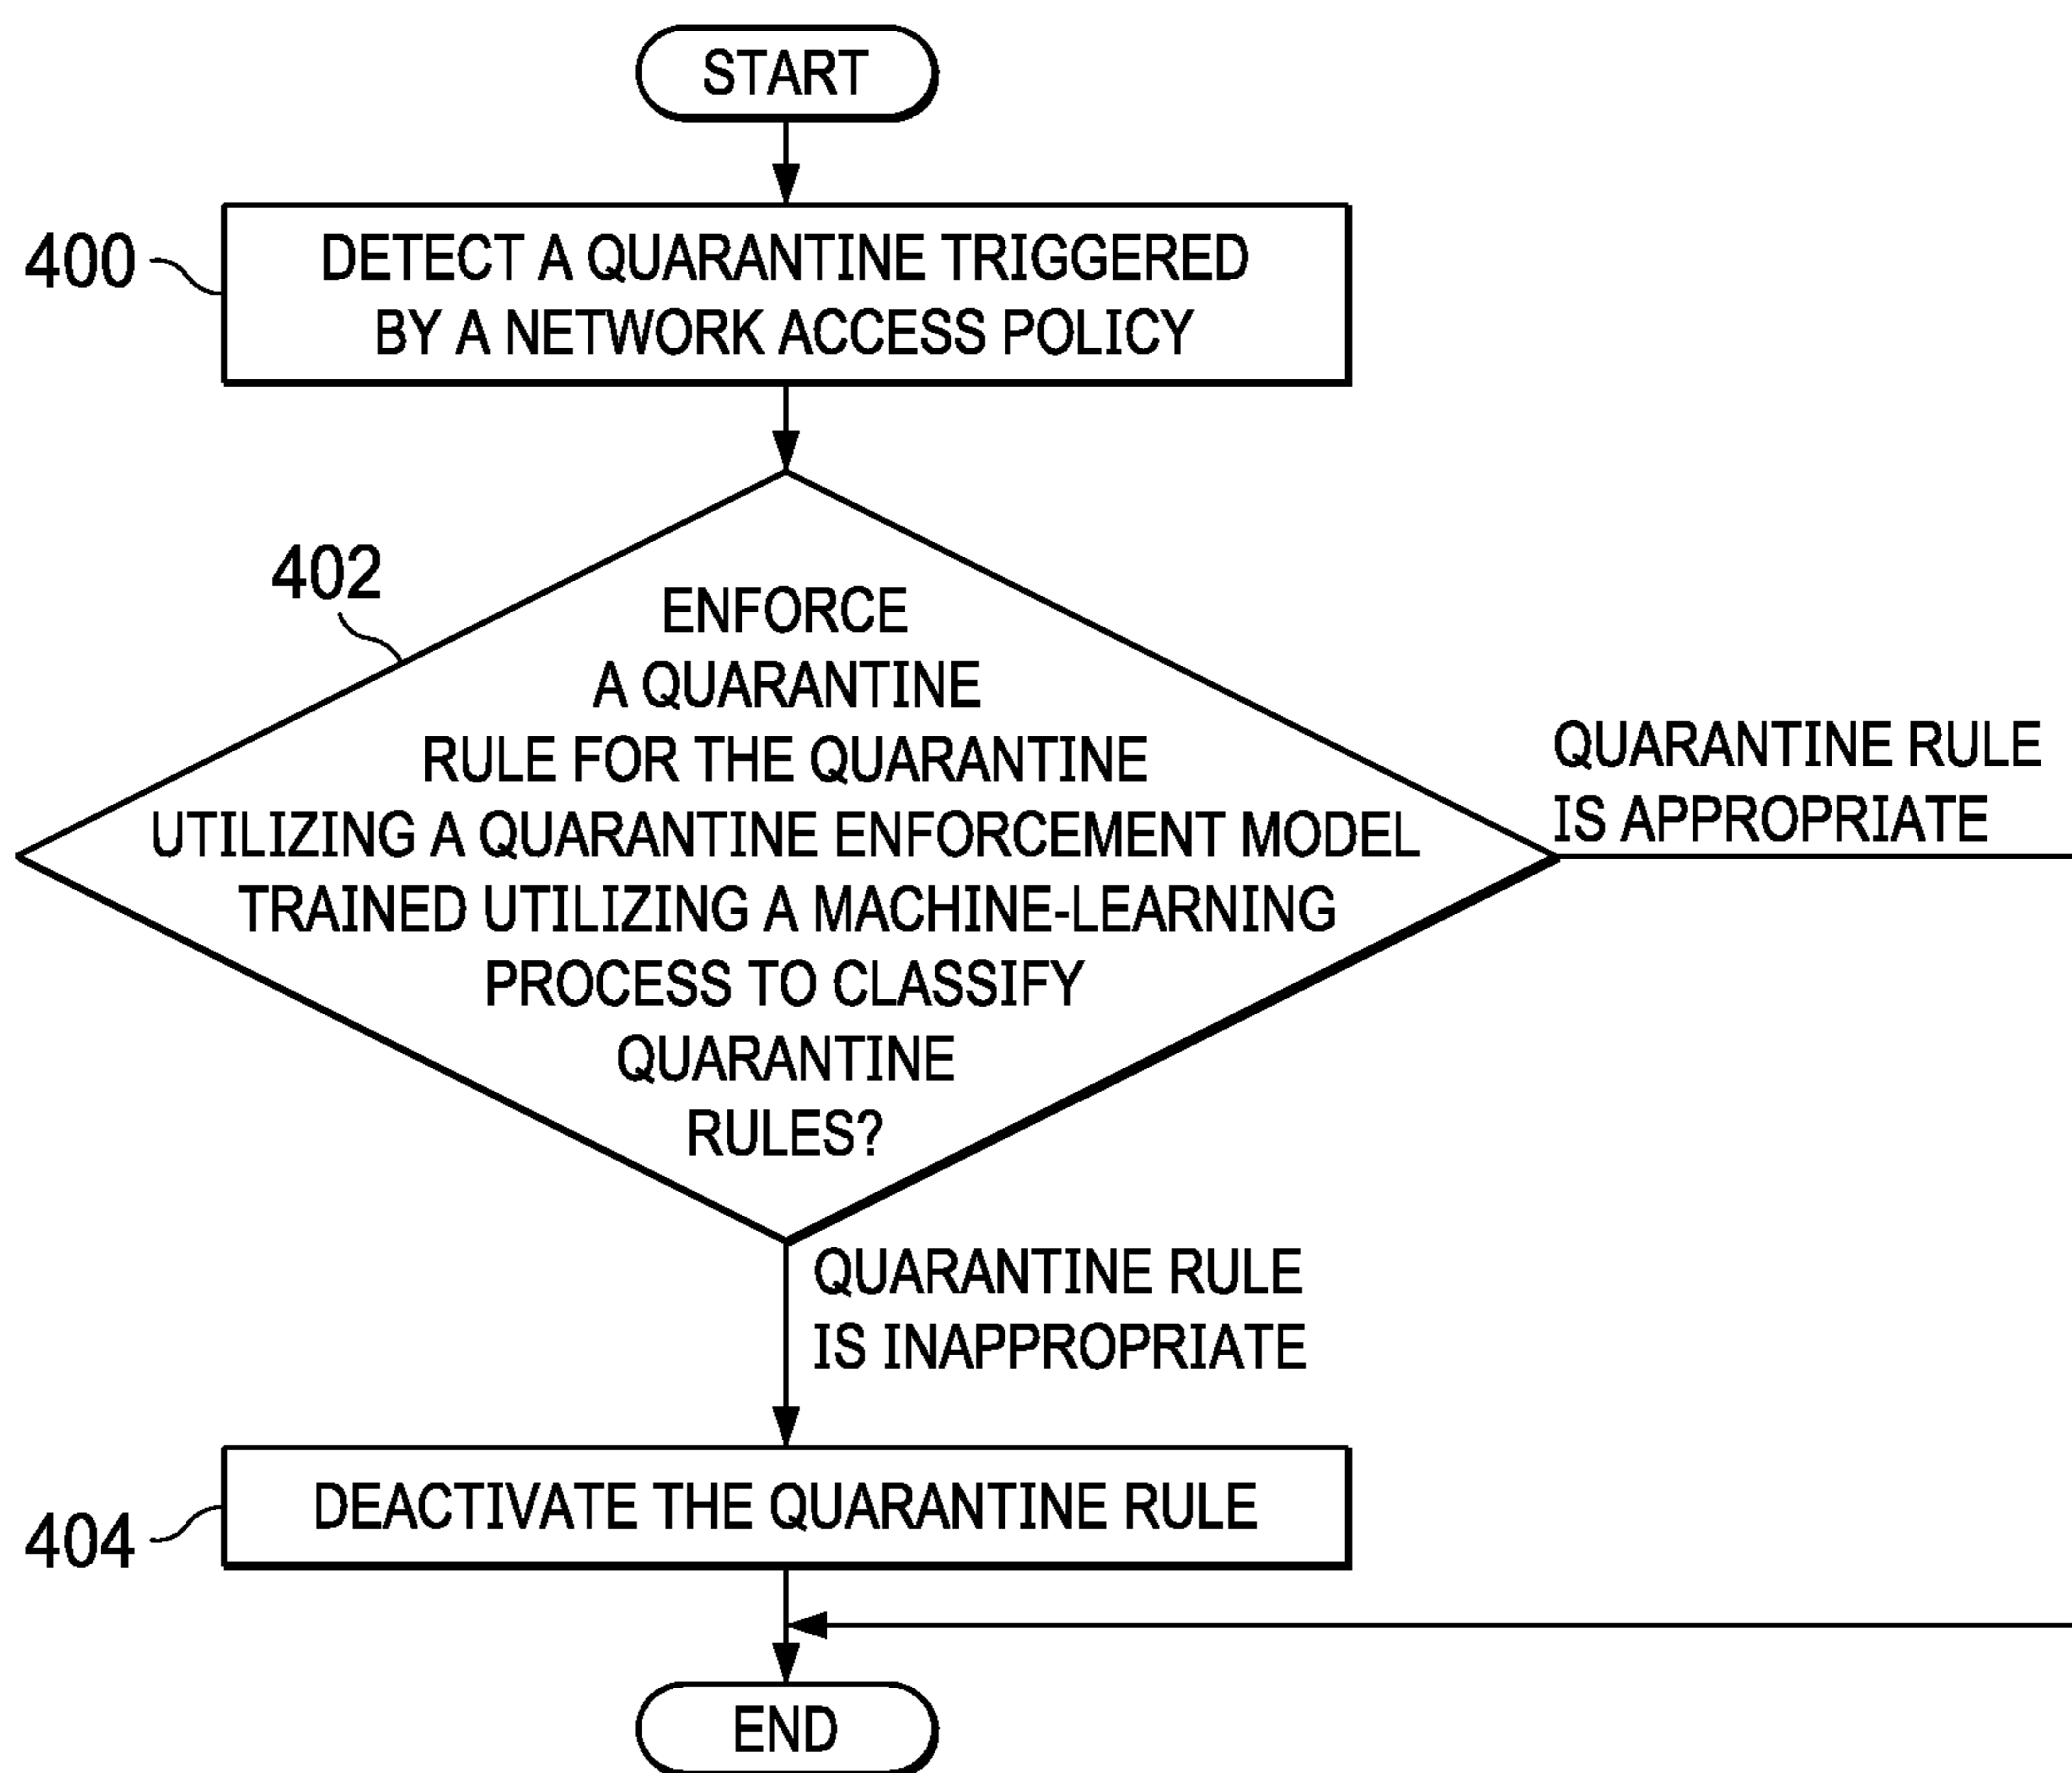 START
400
DETECT A QUARANTINE TRIGGERED
BY A NETWORK ACCESS POLICY
402
ENFORCE
A QUARANTINE
RULE FOR THE QUARANTINE
UTILIZING A QUARANTINE ENFORCEMENT MODEL
TRAINED UTILIZING A MACHINE-LEARNING
PROCESS TO CLASSIFY
QUARANTINE
RULES?
QUARANTINE RULE
IS APPROPRIATE
QUARANTINE RULE
IS INAPPROPRIATE
404
DEACTIVATE THE QUARANTINE RULE
END